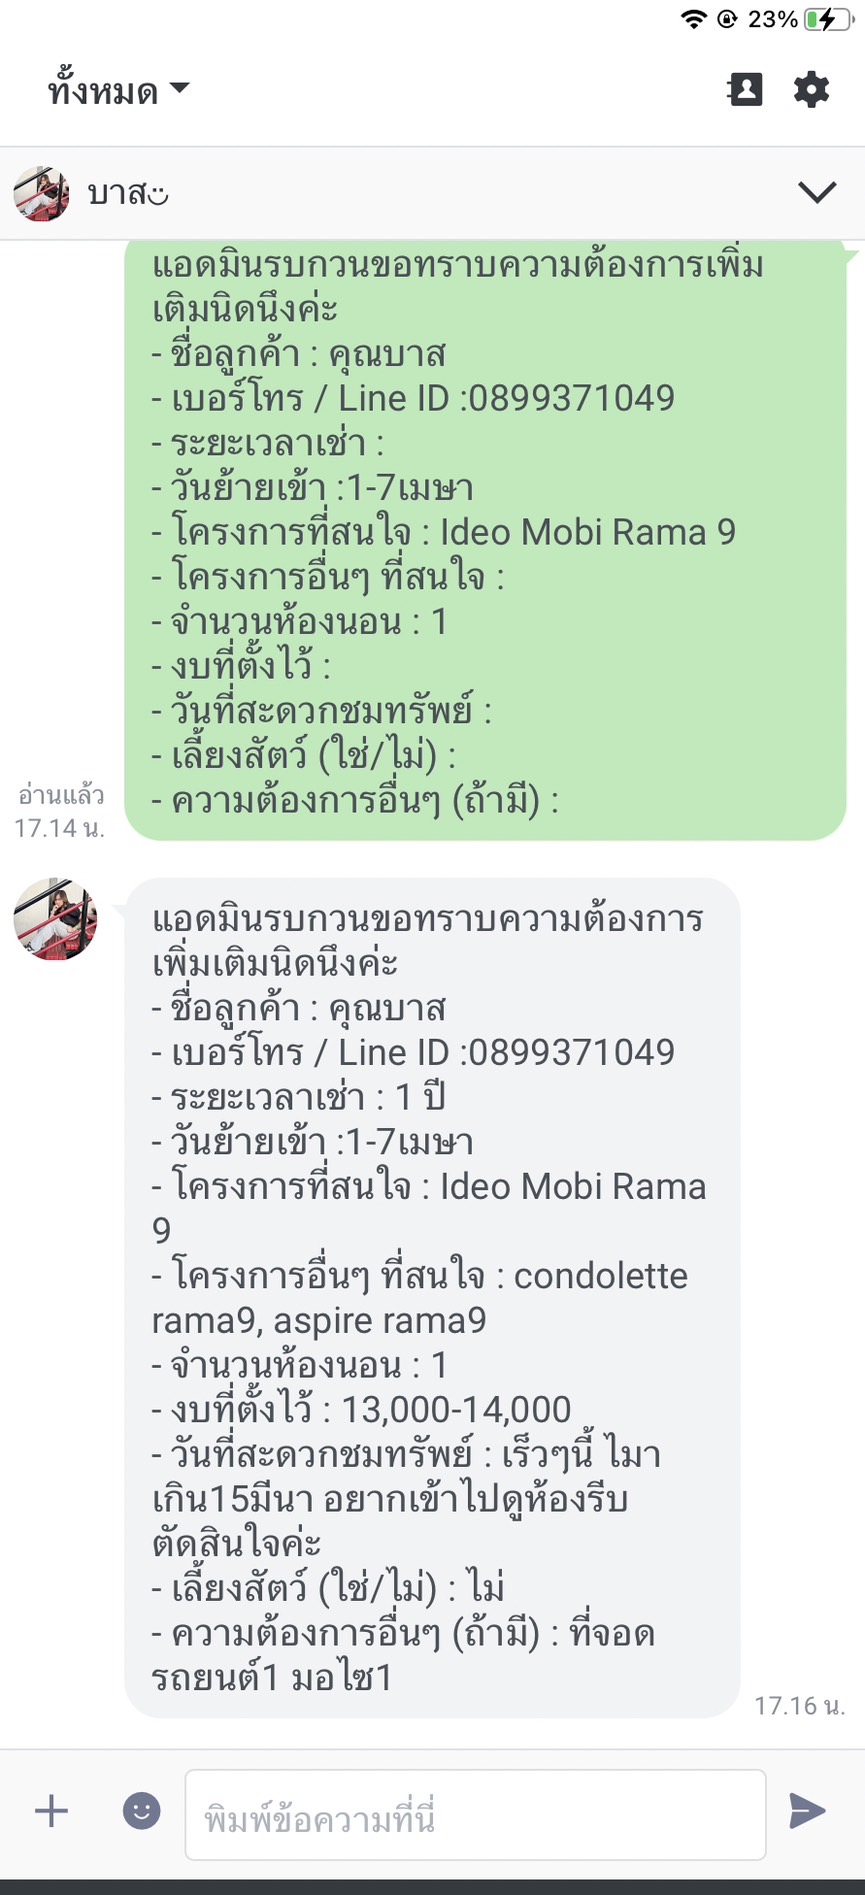 23%
ทั้งหมด
บาส
แอดมินรบกวนขอทราบความต้องการเพิ่ม
เติมนิดนึงค่ะ
- ชื่อลูกค้า : คุณบาส
- เบอร์โทร / Line ID :0899371049
- ระยะเวลาเช่า :
- วันย้ายเข้า :1-7เมษา
- โครงการที่สนใจ : Ideo Mobi Rama 9
- โครงการอื่นๆ ที่สนใจ :
- จำนวนห้องนอน : 1
- งบที่ตั้งไว้ :
- วันที่สะดวกชมทรัพย์ :
- เลี้ยงสัตว์ (ใช่/ไม่) :
- ความต้องการอื่นๆ (ถ้ามี) :
อ่านแล้ว
17.14 น.
แอดมินรบกวนขอทราบความต้องการ
เพิ่มเติมนิดนึงค่ะ
- ชื่อลูกค้า : คุณบาส
- เบอร์โทร / Line ID :0899371049
- ระยะเวลาเช่า : 1 ปี
- วันย้ายเข้า :1-7เมษา
- โครงการที่สนใจ : Ideo Mobi Rama
9
- โครงการอื่นๆ ที่สนใจ : condolette
rama9, aspire rama9
- จำนวนห้องนอน : 1
- งบที่ตั้งไว้ : 13,000-14,000
- วันที่สะดวกชมทรัพย์ : เร็วๆนี้ ไมา
เกิน15มีนา อยากเข้าไปดูห้องรีบ
ตัดสินใจค่ะ
- เลี้ยงสัตว์ (ใช่/ไม่) : ไม่
- ความต้องการอื่นๆ (ถ้ามี) : ที่จอด
รถยนต์1 มอไซ1
17.16 น.
พิมพ์ข้อความที่นี่